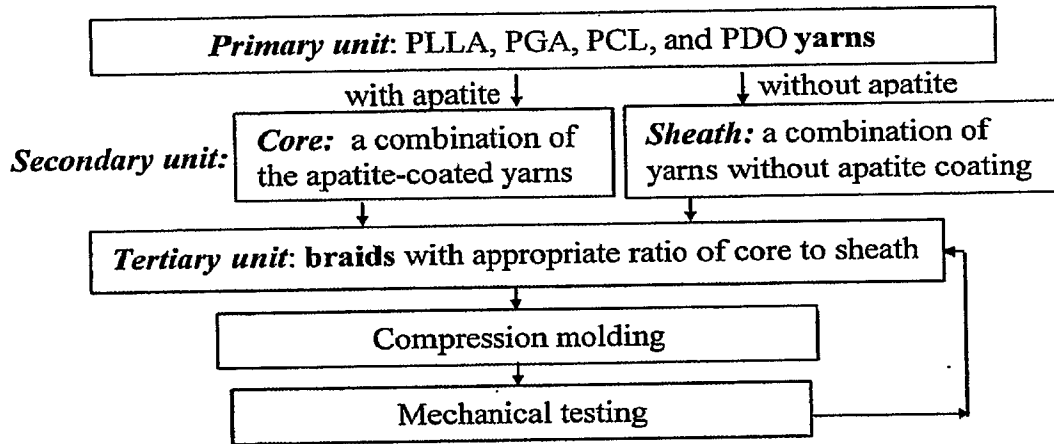 Primary unit: PLLA, PGA, PCL, and PDO yarns
with apatite
without apatite
Secondary unit:
Core: a combination of
the apatite-coated yarns
Sheath: a combination of
yarns without apatite coating
Tertiary unit: braids with appropriate ratio of core to sheath
Compression molding
Mechanical testing